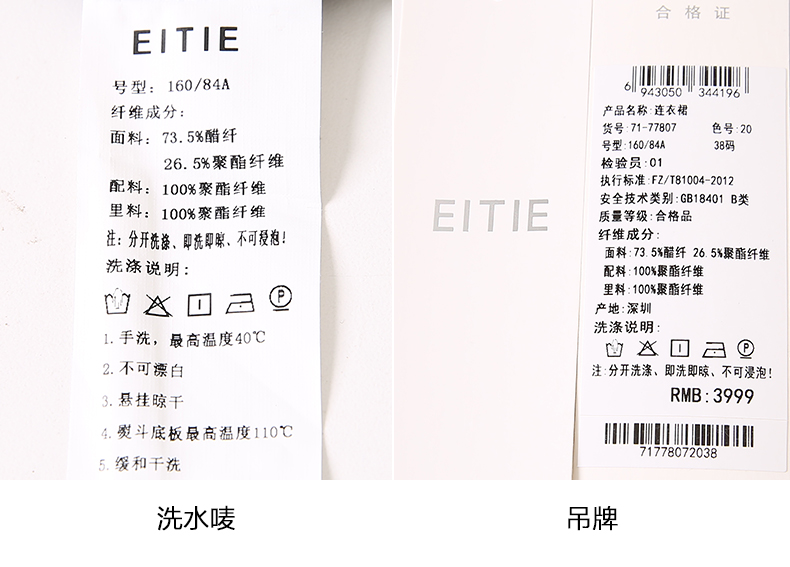 EITIE
号型: 160/84A
纤维成分:
面料: 73.5%醋纤
26.5%聚酯纤维
配料: 100%聚酯纤维
里料: 100%聚酯纤维
注: 分开洗涤、即洗即晾、不可浸泡!
洗涤说明:
P
1.手洗，最高温度40℃
2.不可漂白
3.悬挂晾干
4.熨斗底板最高温度110℃
5.缓和干洗
洗水唛
EITIE
合格证
6 943050 344196
产品名称:连衣裙
货号:71-77807 色号:20
号型:160/84A 38码
检验员:01
执行标准:FZ/T81004-2012
安全技术类别:GB18401 B类
质量等级:合格品
纤维成分:
面料:73.5%醋纤 26.5%聚酯纤维
配料:100%聚酯纤维
里料:100%聚酯纤维
产地:深圳
洗涤说明:
P
注:分开洗涤、即洗即晾、不可浸泡!
RMB:3999
71778072038
吊牌